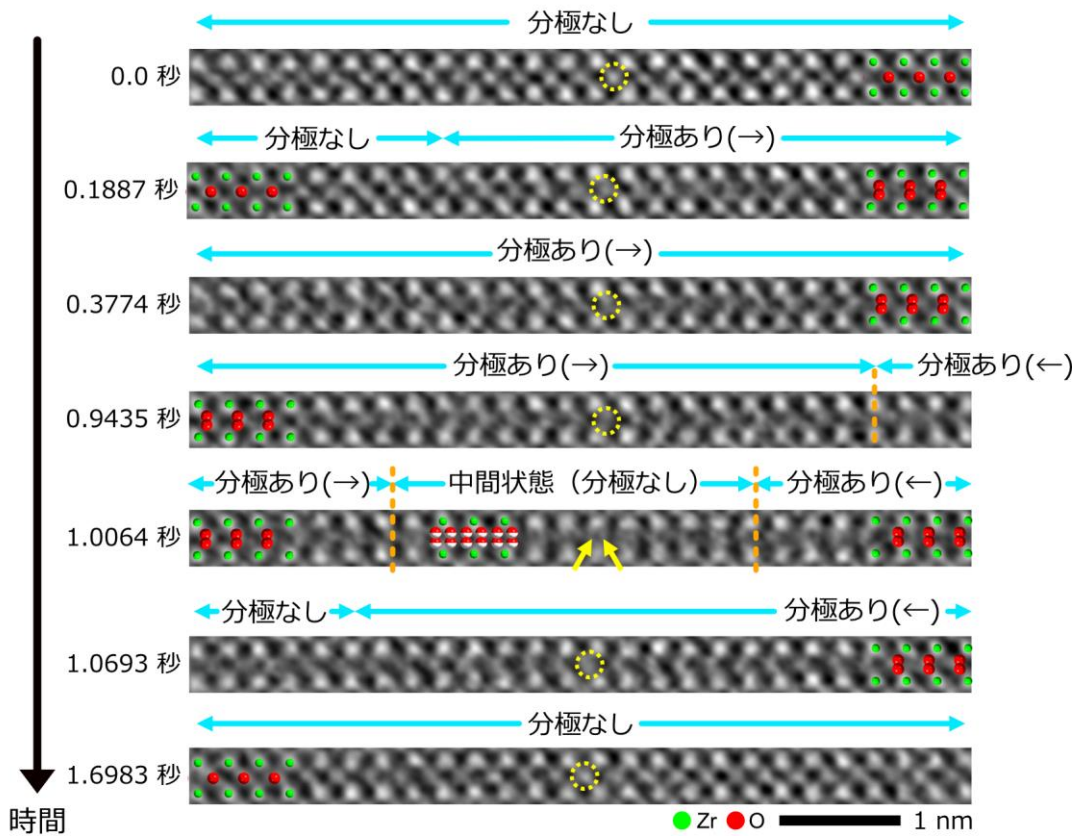 分極なし
0.0 秒
分極なし 分極あり(→)
0.1887 秒
分極あり(→)
0.3774 秒
分極あり(→) 分極あり(←)
0.9435 秒
分極あり(→) 中間状態（分極なし） 分極あり(←)
1.0064 秒
分極なし 分極あり(←)
1.0693 秒
分極なし
1.6983 秒
時間
Zr O 1 nm